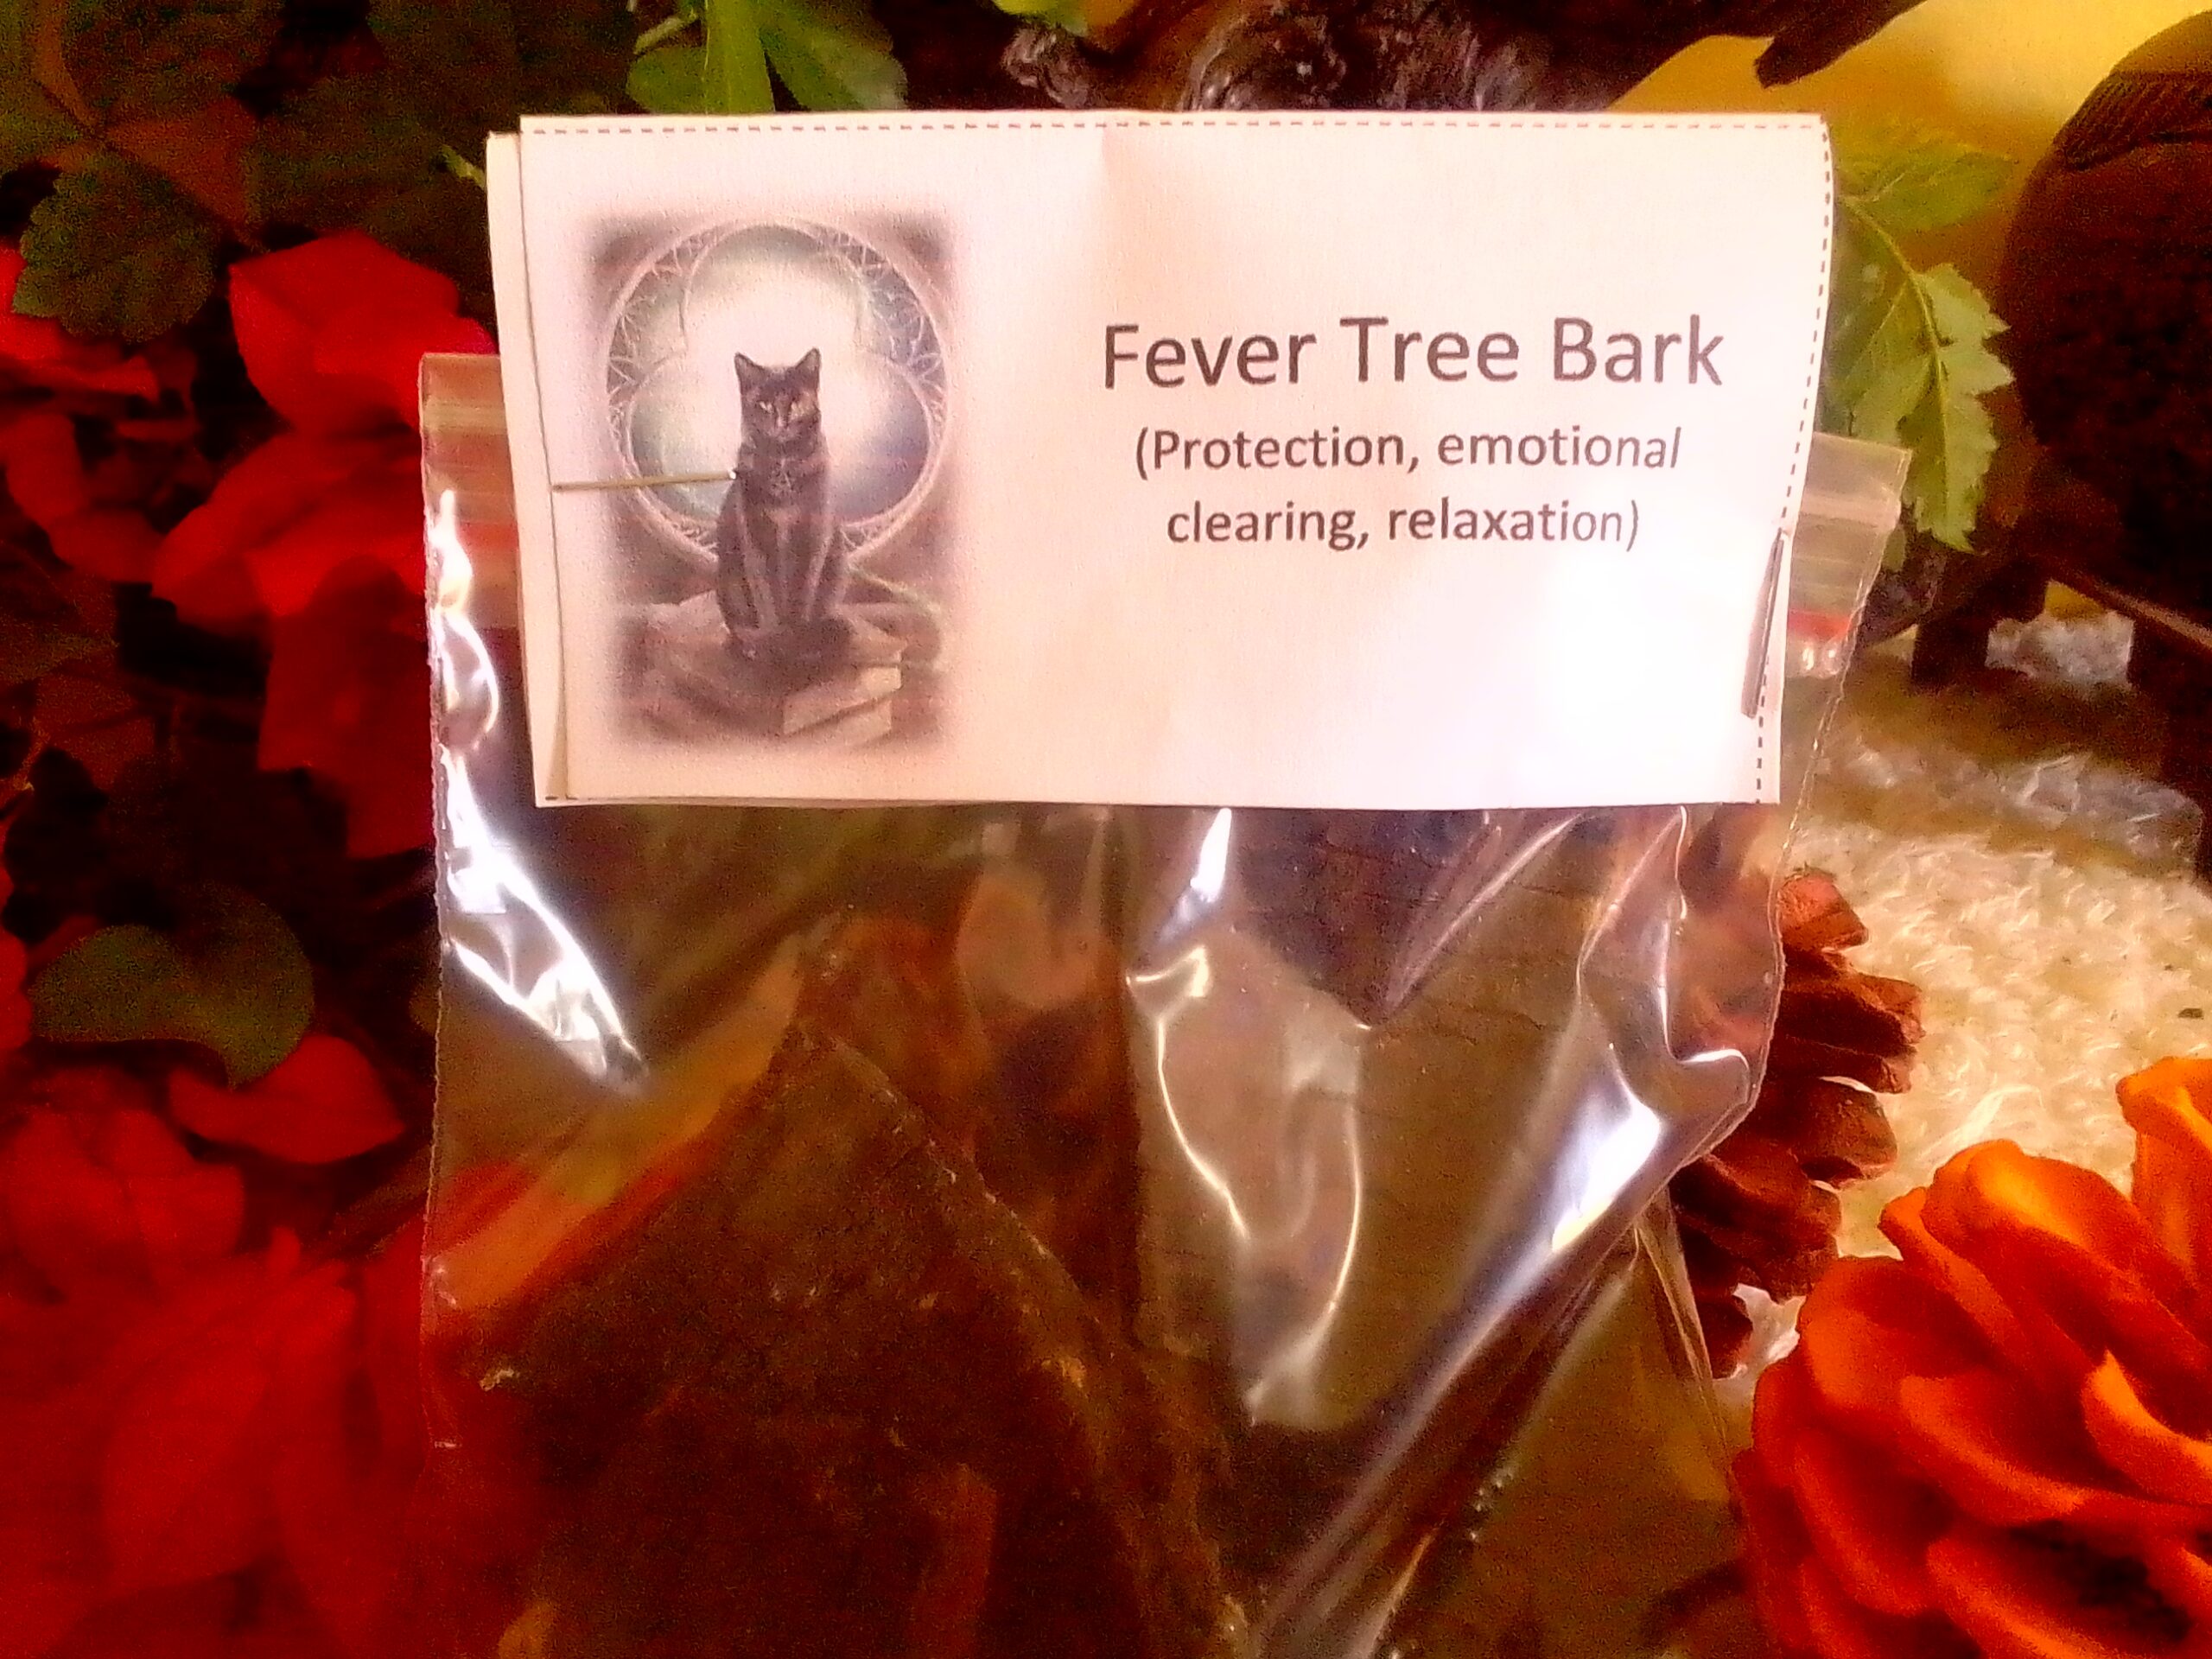 Fever Tree Bark
(Protection, emotional
clearing, relaxation)